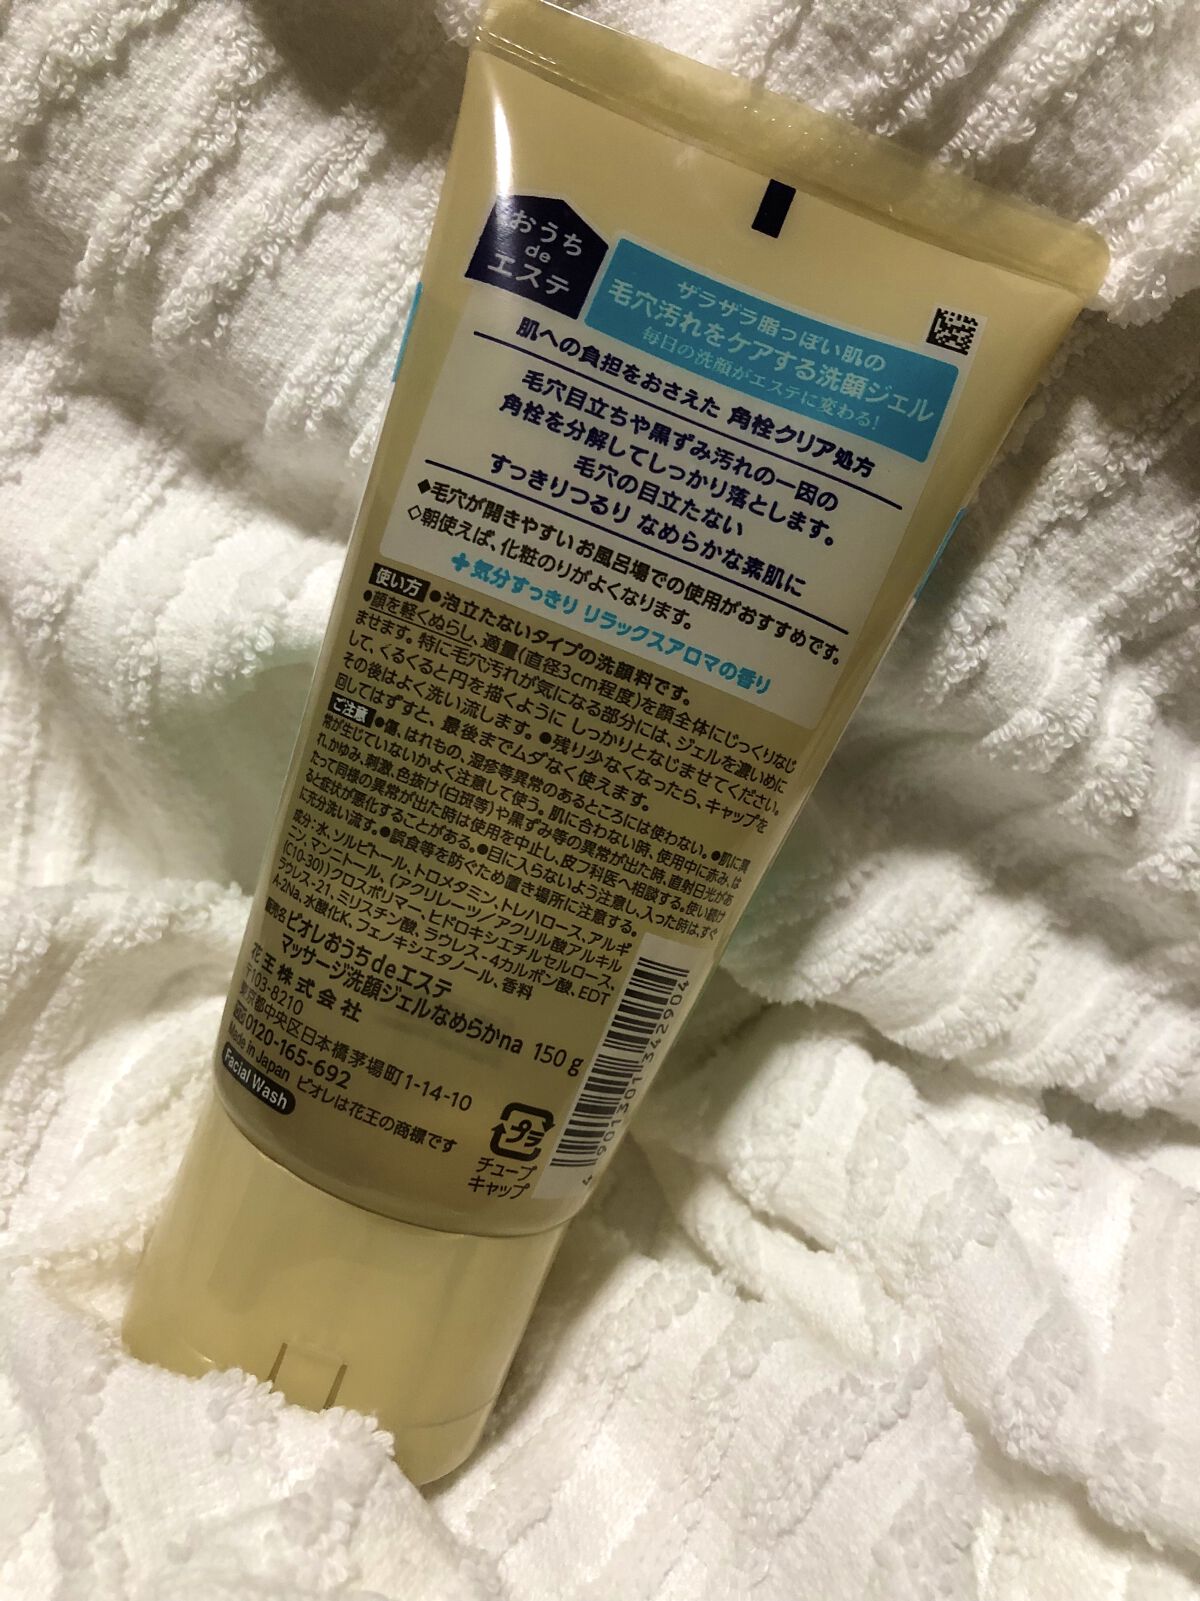 おうち
de
エステ
ザラザラ脂っぽい肌の
毛穴汚れをケアする洗顔ジェル
毎日の洗顔がエステに変わる!
肌への負担をおさえた 角栓クリア処方
毛穴目立ちや黒ずみ汚れの一因の
角栓を分解してしっかり落とします。
毛穴の目立たない
すっきりつるり なめらかな素肌に
◆毛穴が開きやすいお風呂場での使用がおすすめです。
◇朝使えば、化粧のりがよくなります。
+気分すっきり リラックスアロマの香り
使い方 ●泡立たないタイプの洗顔料です。
●顔を軽くぬらし、適量(直径3cm程度)を顔全体にじっくりなじ
ませます。特に毛穴汚れが気になる部分には、ジェルを濃いめに
して、くるくると円を描くように しっかりとなじませてください。
その後はよく洗い流します。●残り少なくなったら、キャップを
回してはずすと、最後までムダなく使えます。
ご注意 ●傷、はれもの、湿疹等異常のあるところには使わない。●肌に異
常が生じていないかよく注意して使う。肌に合わない時、使用中に赤み、は
れ、かゆみ、刺激、色抜け(白斑等)や黒ずみ等の異常が出た時、直射日光があ
たって同様の異常が出た時は使用を中止し、皮フ科医へ相談する。使い続け
ると症状が悪化することがある。●目に入らないよう注意し、入った時は、すぐ
に充分洗い流す。●誤食等を防ぐため置き場所に注意する。
成分:水、ソルビトール、トロメタミン、トレハロース、アルギ
ニン、マンニトール、(アクリレーツ/アクリル酸アルキル
(C10-30))クロスポリマー、ヒドロキシエチルセルロース、
ラウレス-21、ミリスチン酸、ラウレス-4カルボン酸、EDT
A-2Na、水酸化K、フェノキシエタノール、香料
販売名 ビオレおうちdeエステ
マッサージ洗顔ジェルなめらかna 150g
花王株式会社
〒103-8210
東京都中央区日本橋茅場町1-14-10
0120-165-692
Made in Japan ビオレは花王の商標です
Facial Wash
プラ
チューブ
キャップ
4 901301 342904